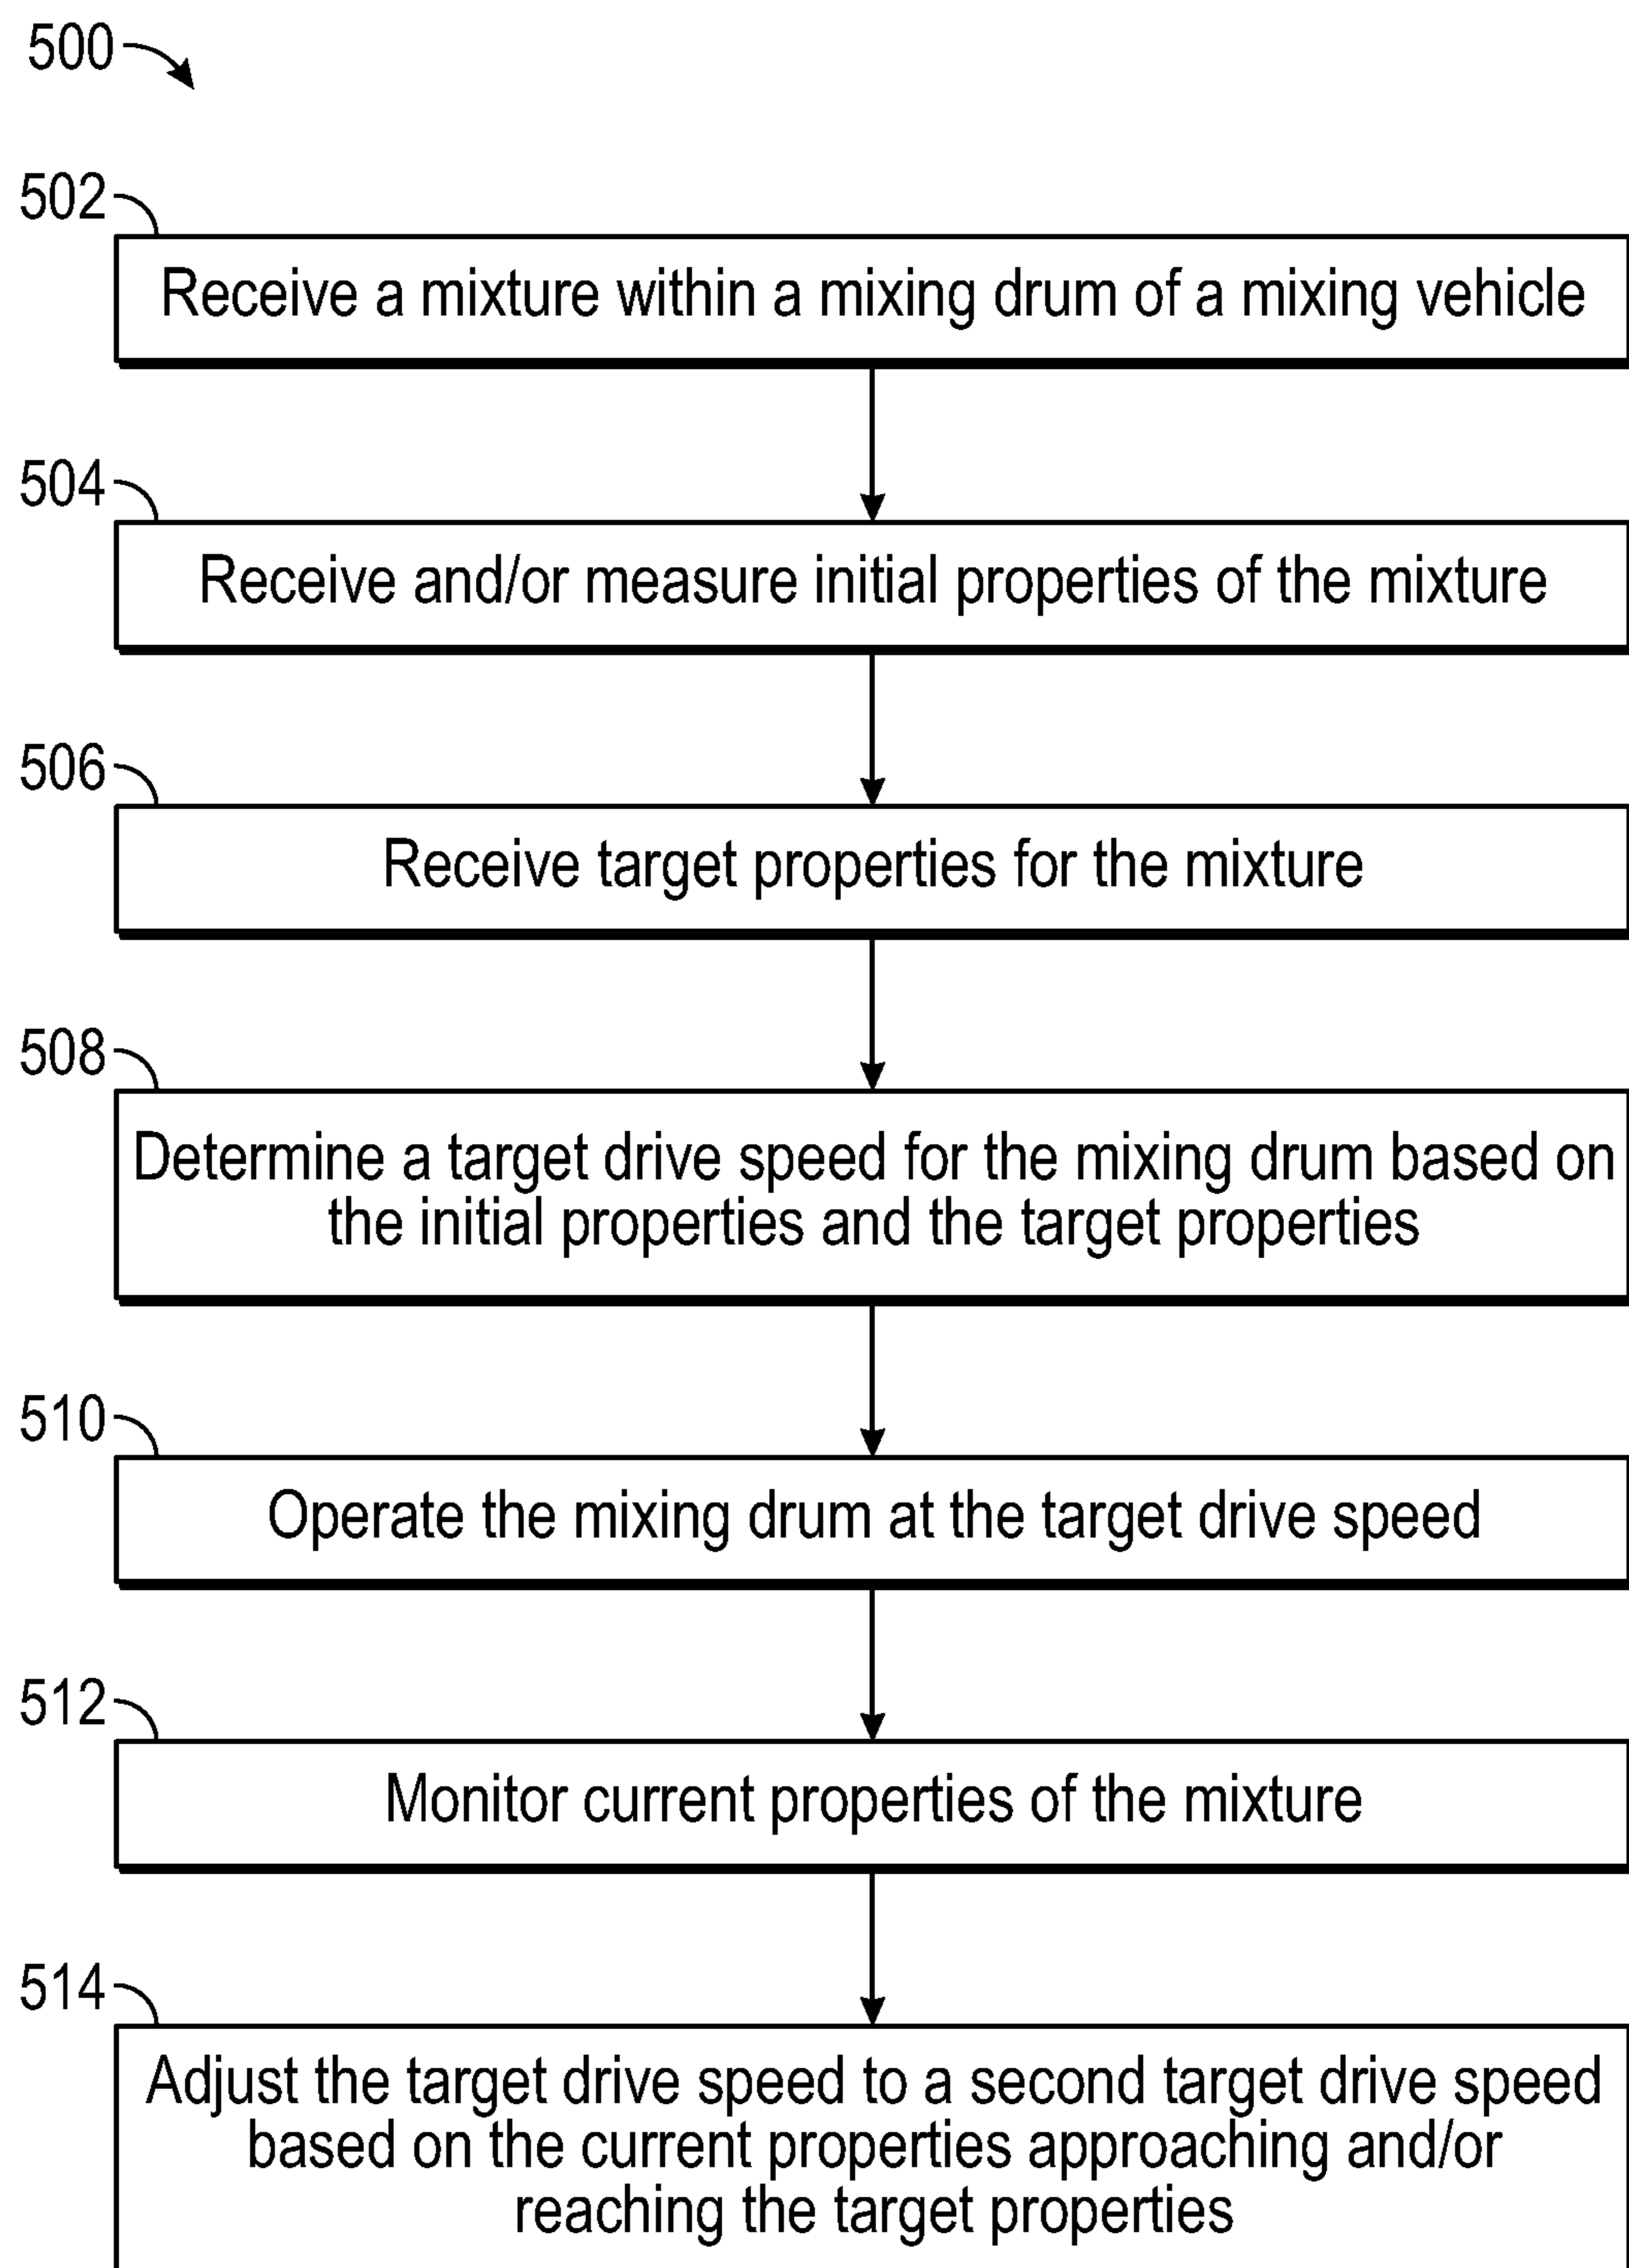 500
502
Receive a mixture within a mixing drum of a mixing vehicle
504
Receive and/or measure initial properties of the mixture
506
Receive target properties for the mixture
508
Determine a target drive speed for the mixing drum based on
the initial properties and the target properties
510
Operate the mixing drum at the target drive speed
512
Monitor current properties of the mixture
514
Adjust the target drive speed to a second target drive speed
based on the current properties approaching and/or
reaching the target properties